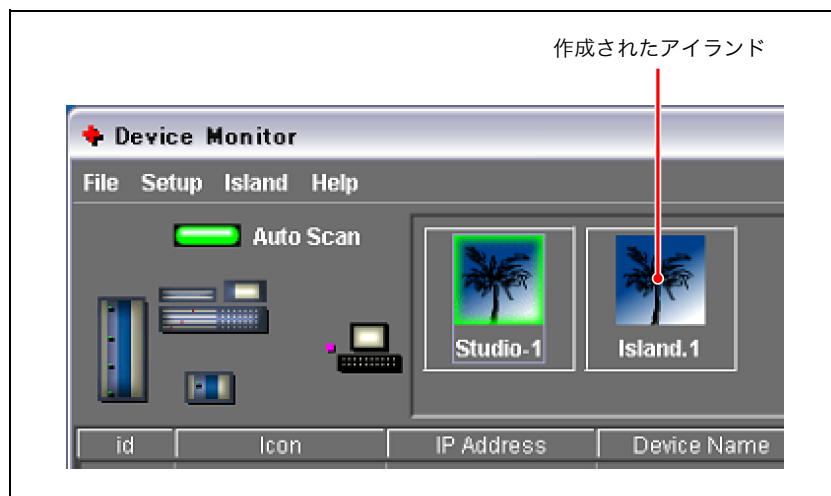 作成されたアイランド
Device Monitor
File Setup Island Help
Auto Scan
Studio-1
Island.1
id Icon IP Address Device Name